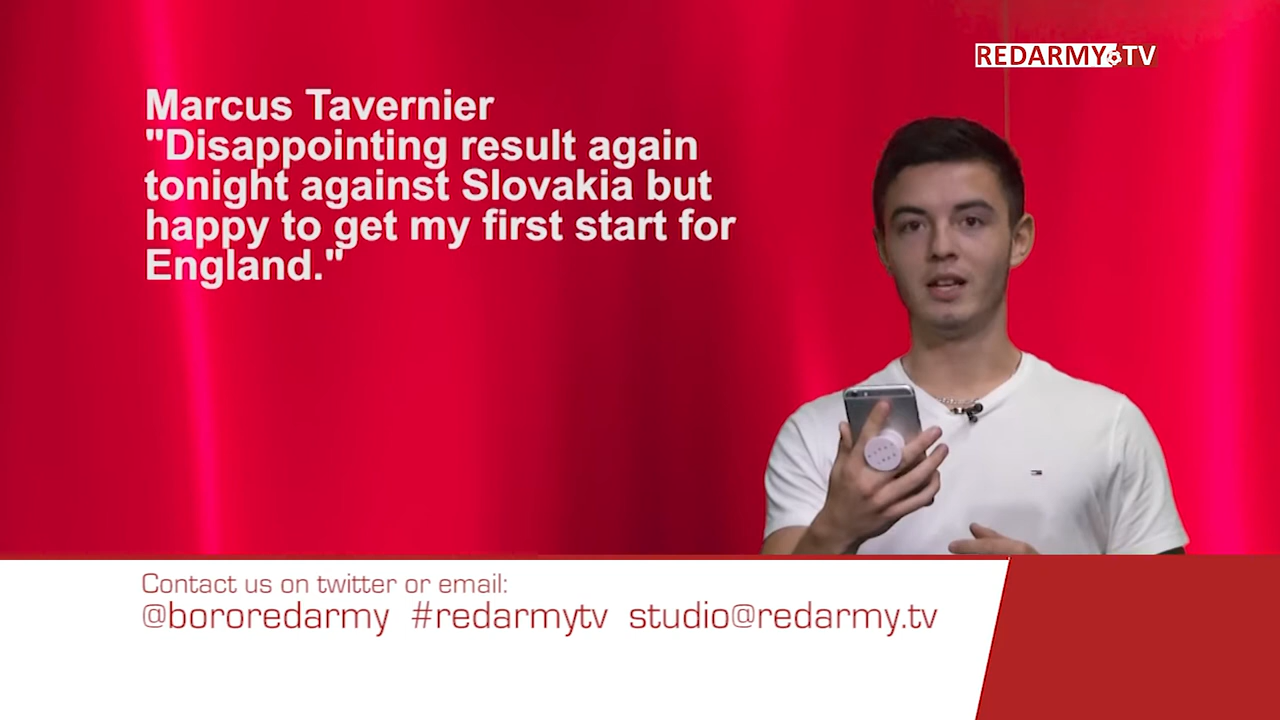 REDARMY TV
Marcus Tavernier
"Disappointing result again
tonight against Slovakia but
happy to get my first start for
England."
Contact us on twitter or email:
@bororedarmy #redarmytv studio@redarmy.tv